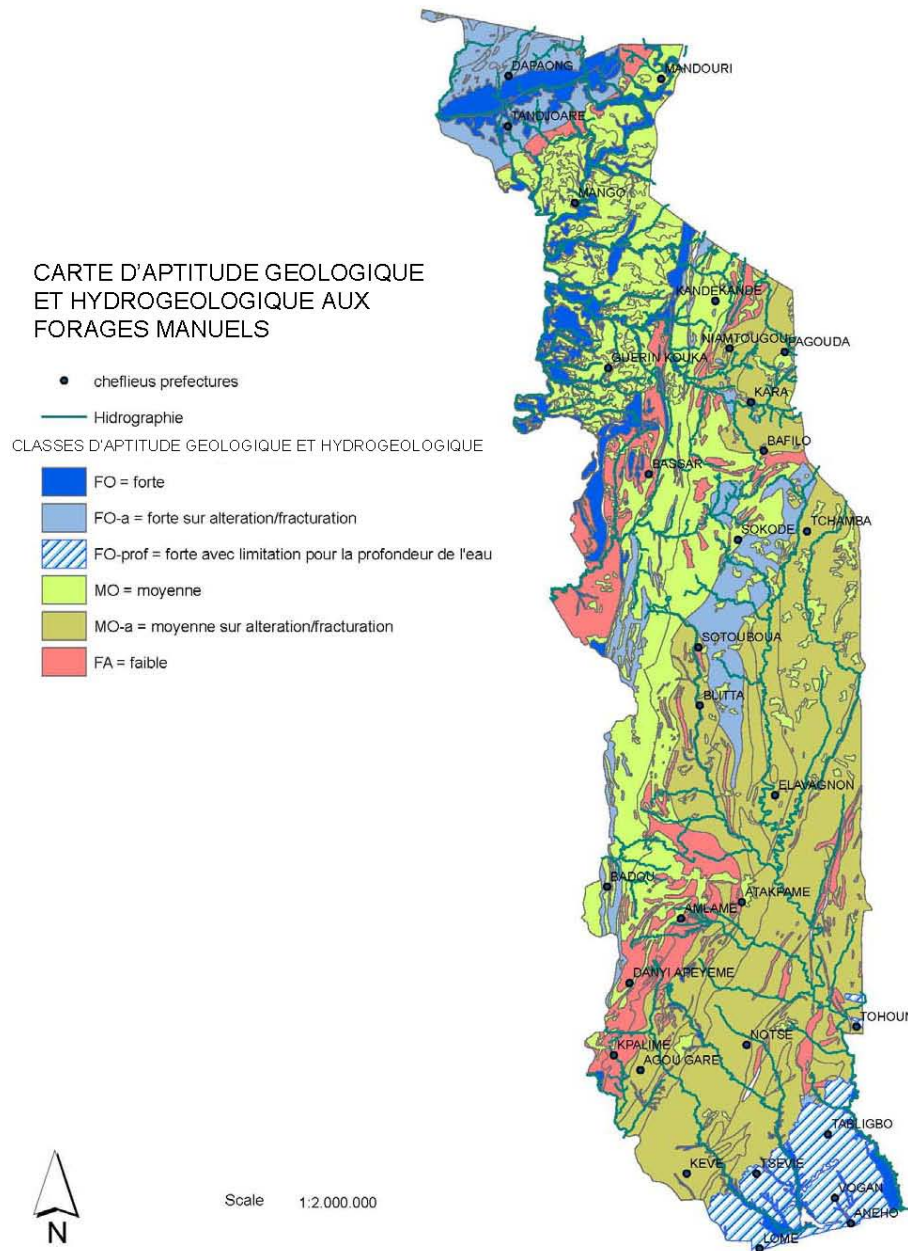 DAPAONG
MANDOURI
TANDJOARE
MANGO
CARTE D'APTITUDE GEOLOGIQUE
ET HYDROGEOLOGIQUE AUX
FORAGES MANUELS
KANDEKANDE
NIAMTOUGOU
PAGOUDA
GUERIN KOUKA
cheflieus prefectures
KARA
Hidrographie
CLASSES D'APTITUDE GEOLOGIQUE ET HYDROGEOLOGIQUE
BAFILO
BASSAR
FO = forte
FO-a = forte sur alteration/fracturation
TCHAMBA
SOKODE
FO-prof = forte avec limitation pour la profondeur de l'eau
MO = moyenne
MO-a = moyenne sur alteration/fracturation
SOTOUBOUA
FA = faible
BLITTA
ELAVAGNON
BADOU
ATAKPAME
AMLAME
DANYI APEYEME
TOHOUN
NOTSE
KPALIME
AGOU GARE
TABLIGBO
KEVE
TSEVIE
VOGAN
Scale 1:2.000.000
N
ANEHO
LOME